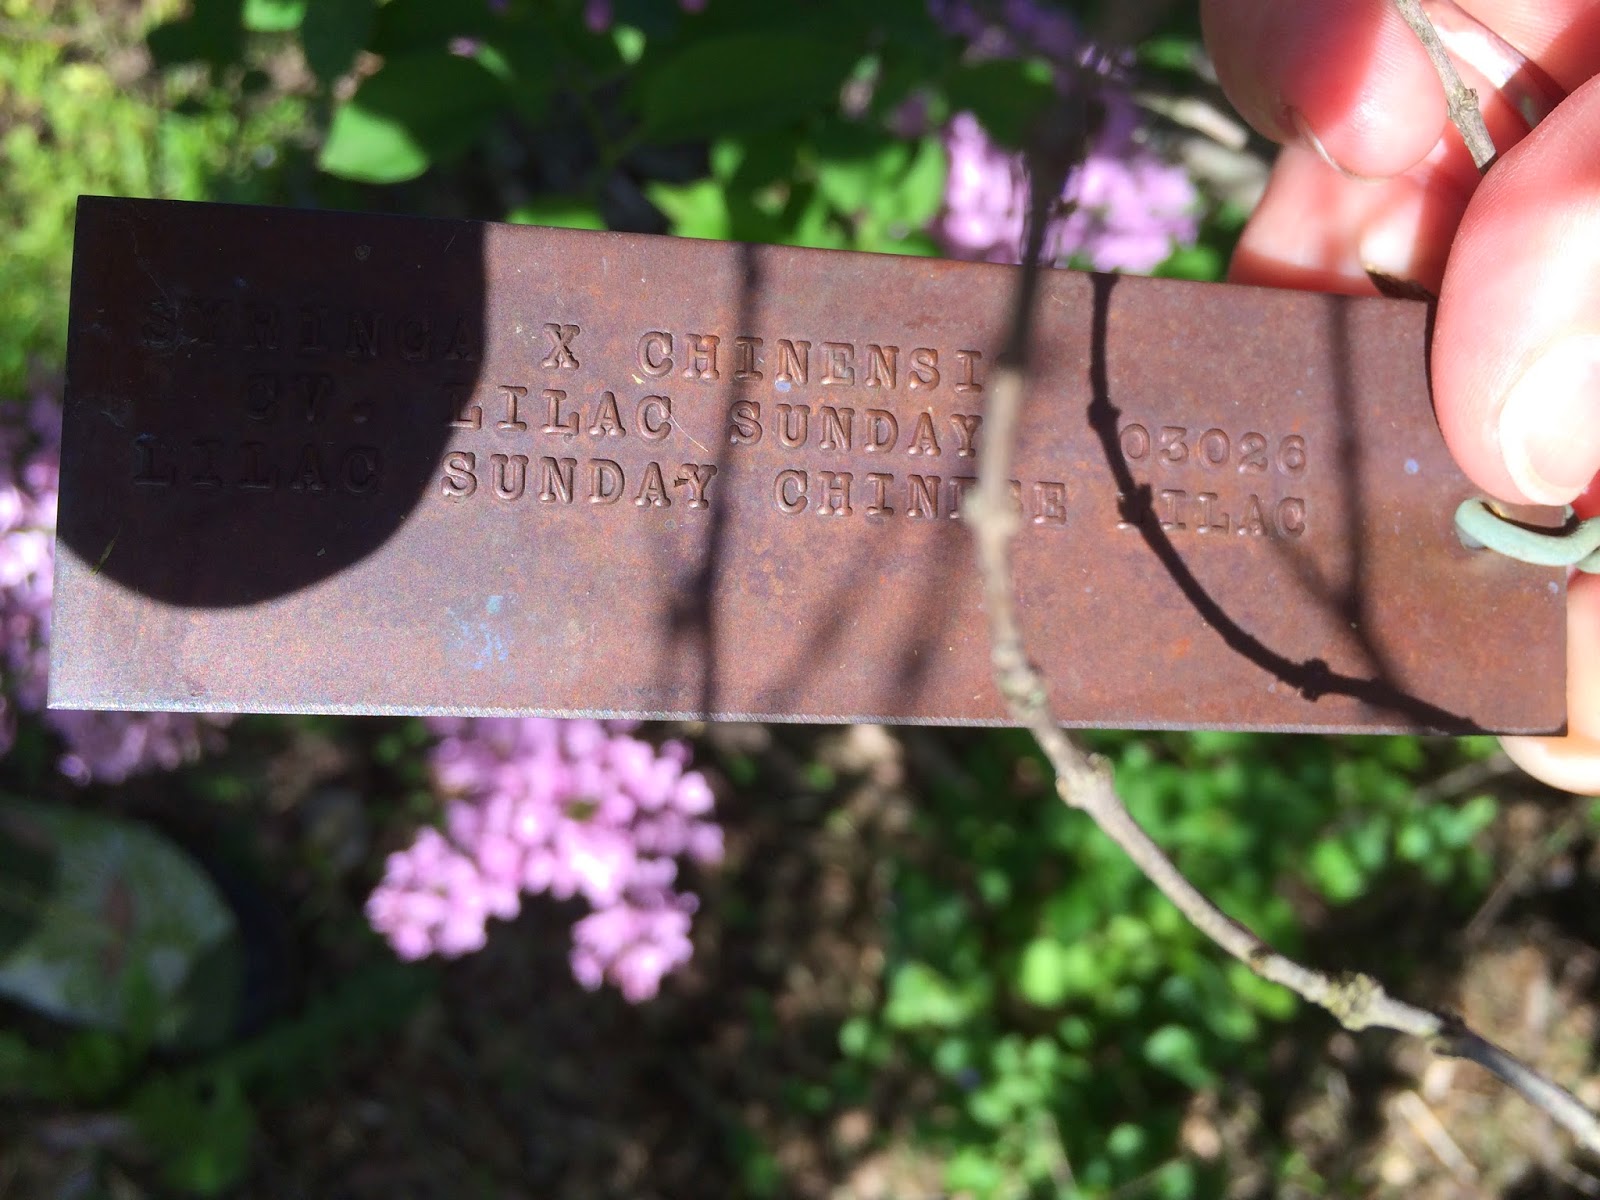 SYRINGA X CHINENSI
CV. LILAC SUNDAY 03026
LILAC SUNDAY CHINESE LILAC